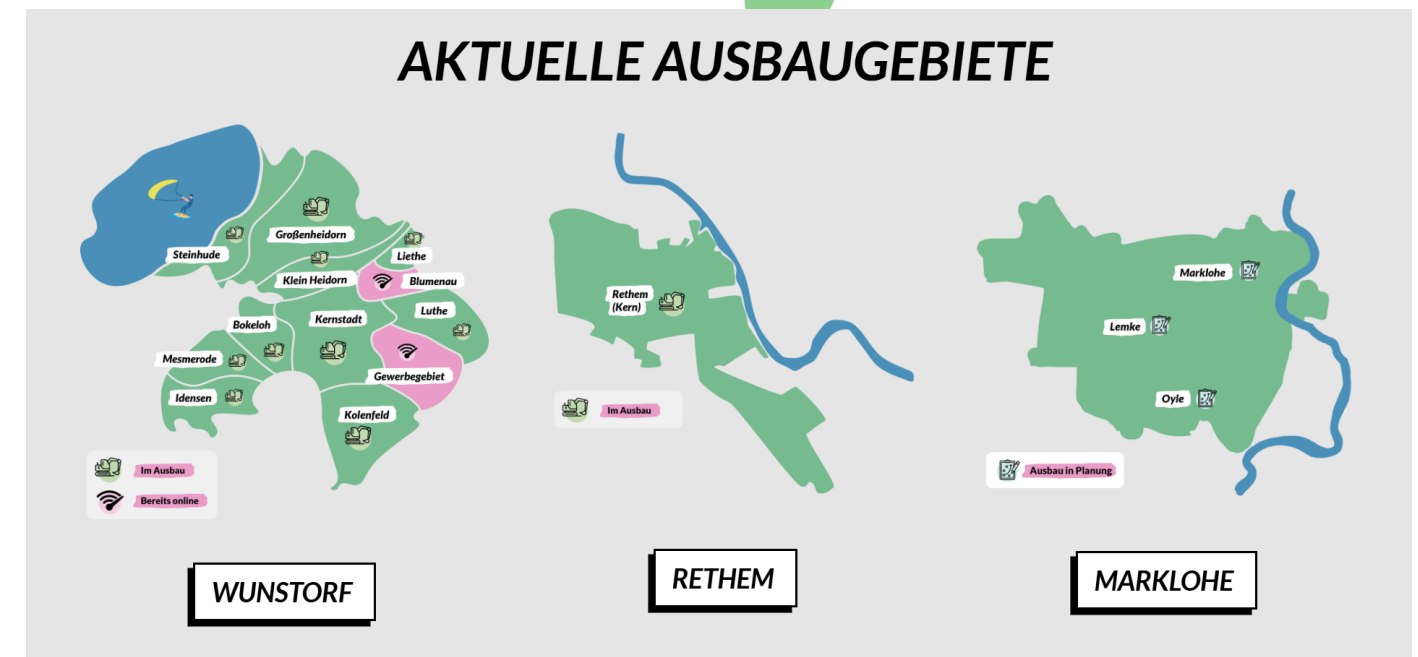 AKTUELLE AUSBAUGEBIETE
Steinhude
Großenheidorn
Liethe
Klein Heidorn
Blumenau
Bokeloh
Kernstadt
Luthe
Mesmerode
Gewerbegebiet
Idensen
Kolenfeld
Im Ausbau
Bereits online
WUNSTORF
Rethem
(Kern)
Im Ausbau
RETHEM
Marklohe
Lemke
Oyle
Ausbau in Planung
MARKLOHE